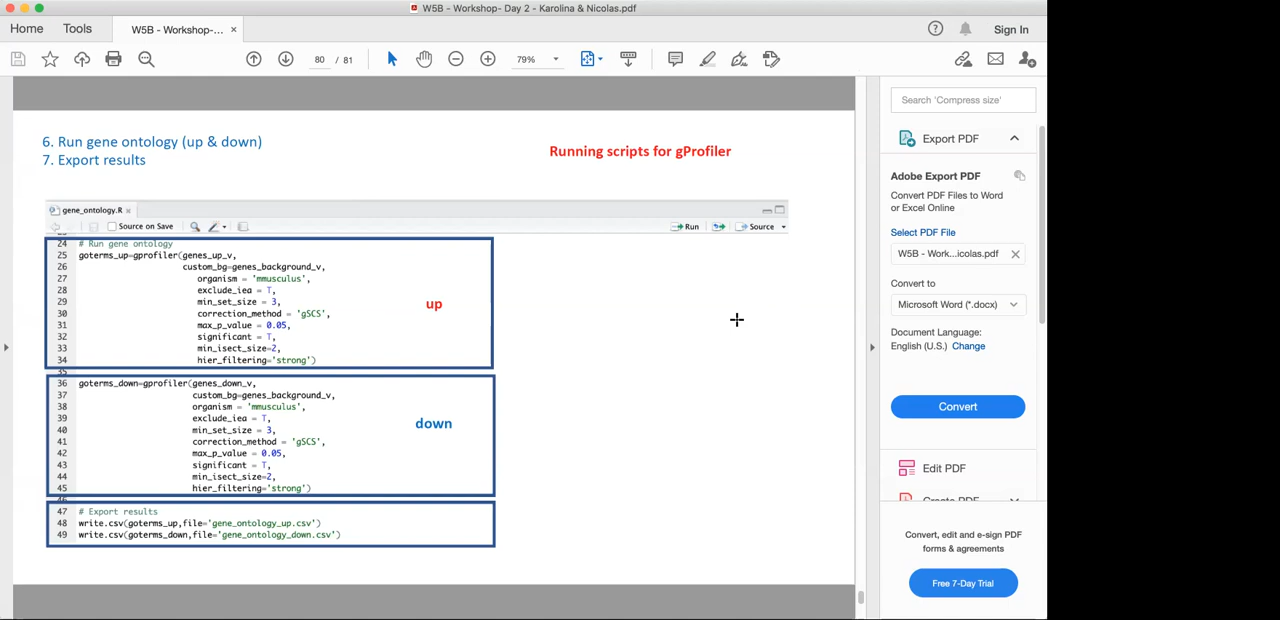 W5B - Workshop- Day 2 - Karolina & Nicolas.pdf
Home Tools W5B - Workshop-... × Sign In
80 / 81 79%
6. Run gene ontology (up & down)
7. Export results
Running scripts for gProfiler
gene_ontology.R
Source on Save Run Source
24 # Run gene ontology
25 goterms_up=gprofiler(genes_up_v,
26 custom_bg=genes_background_v,
27 organism = 'mmusculus',
28 exclude_iea = T,
29 min_set_size = 3,
30 correction_method = 'gSCS',
31 max_p_value = 0.05,
32 significant = T,
33 min_isect_size=2,
34 hier_filtering='strong')
up
35
36 goterms_down=gprofiler(genes_down_v,
37 custom_bg=genes_background_v,
38 organism = 'mmusculus',
39 exclude_iea = T,
40 min_set_size = 3,
41 correction_method = 'gSCS',
42 max_p_value = 0.05,
43 significant = T,
44 min_isect_size=2,
45 hier_filtering='strong')
down
46
47 # Export results
48 write.csv(goterms_up,file='gene_ontology_up.csv')
49 write.csv(goterms_down,file='gene_ontology_down.csv')
Search 'Compress size'
Export PDF
Adobe Export PDF
Convert PDF Files to Word
or Excel Online
Select PDF File
W5B - Work...icolas.pdf
Convert to
Microsoft Word (*.docx)
Document Language:
English (U.S.) Change
Convert
Edit PDF
Create PDF
Convert, edit and e-sign PDF
forms & agreements
Free 7-Day Trial